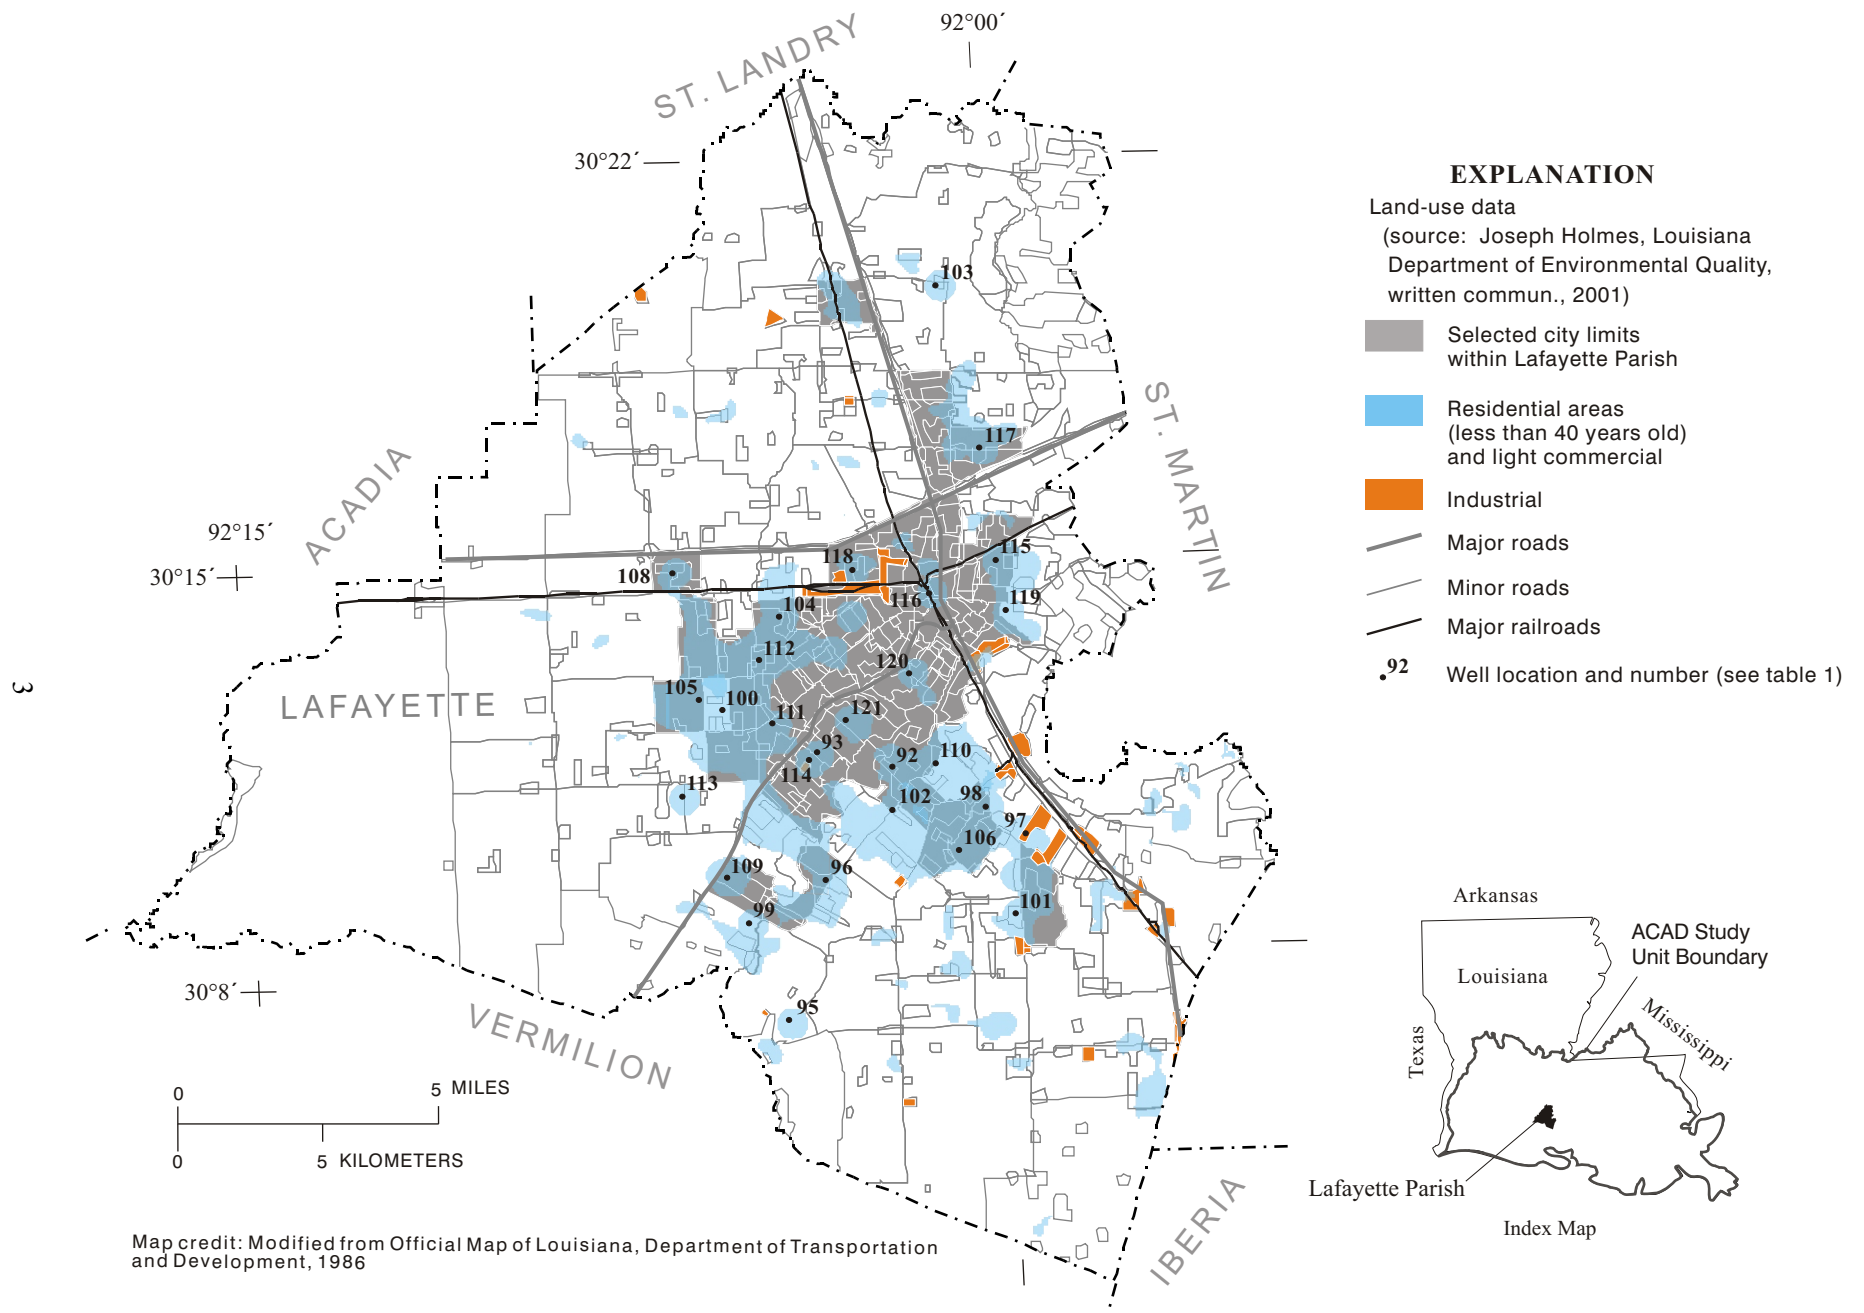 92°00´
ST. LANDRY
30°22´
EXPLANATION
Land-use data
(source: Joseph Holmes, Louisiana
Department of Environmental Quality,
written commun., 2001)
Selected city limits
within Lafayette Parish
Residential areas
(less than 40 years old)
and light commercial
Industrial
Major roads
Minor roads
Major railroads
92
Well location and number (see table 1)
103
117
ST. MARTIN
ACADIA
92°15´
30°15´
118
115
108
116
119
104
112
120
LAFAYETTE
105
100
111
121
93
92
110
114
113
102
98
97
106
109
96
99
101
3
30°8´
95
VERMILION
0
5 MILES
0
5 KILOMETERS
IBERIA
Arkansas
ACAD Study
Unit Boundary
Louisiana
Mississippi
Texas
Lafayette Parish
Index Map
Map credit: Modified from Official Map of Louisiana, Department of Transportation
and Development, 1986